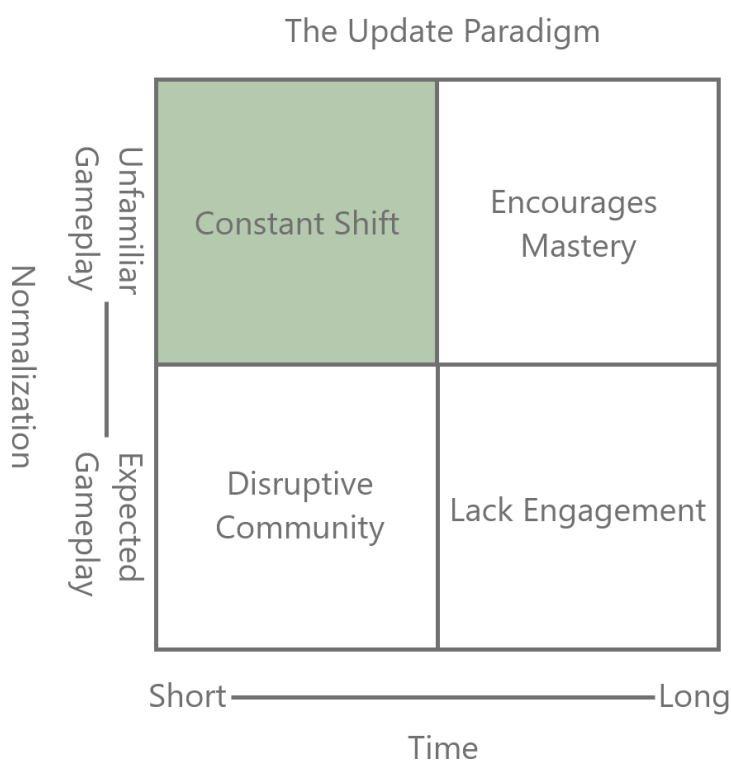 The Update Paradigm
Normalization
Unfamiliar
Gameplay
Expected
Gameplay
Constant Shift
Encourages
Mastery
Disruptive
Community
Lack Engagement
Short
Long
Time